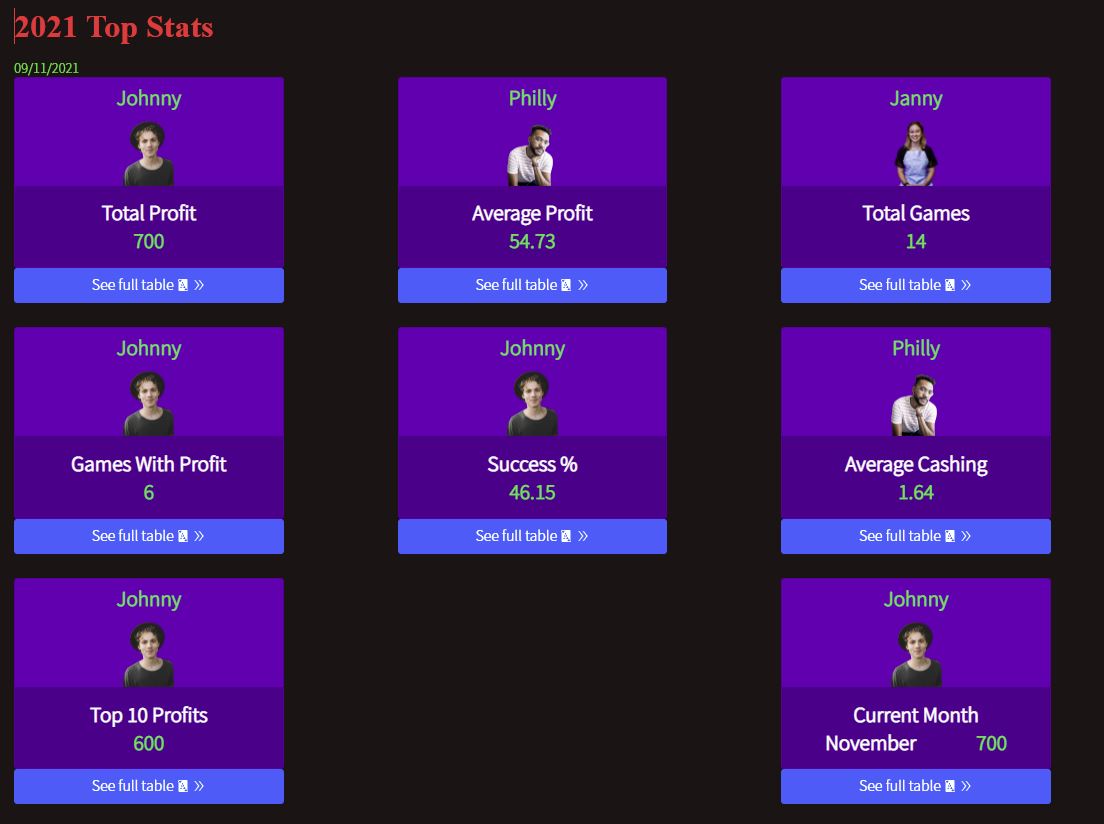 2021 Top Stats
09/11/2021
Johnny
Total Profit
700
See full table »
Philly
Average Profit
54.73
See full table »
Janny
Total Games
14
See full table »
Johnny
Games With Profit
6
See full table »
Johnny
Success %
46.15
See full table »
Philly
Average Cashing
1.64
See full table »
Johnny
Top 10 Profits
600
See full table »
Johnny
Current Month
November 700
See full table »